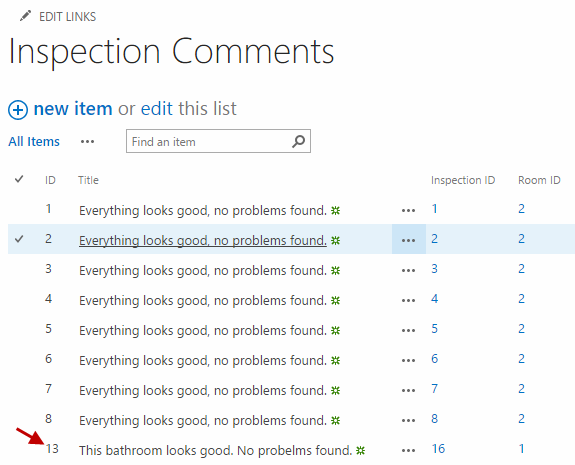 EDIT LINKS
Inspection Comments
new item or edit this list
All Items ••• Find an item
ID Title Inspection ID Room ID
1 Everything looks good, no problems found. ••• 1 2
2 Everything looks good, no problems found. ••• 2 2
3 Everything looks good, no problems found. ••• 3 2
4 Everything looks good, no problems found. ••• 4 2
5 Everything looks good, no problems found. ••• 5 2
6 Everything looks good, no problems found. ••• 6 2
7 Everything looks good, no problems found. ••• 7 2
8 Everything looks good, no problems found. ••• 8 2
13 This bathroom looks good. No probelms found. ••• 16 1